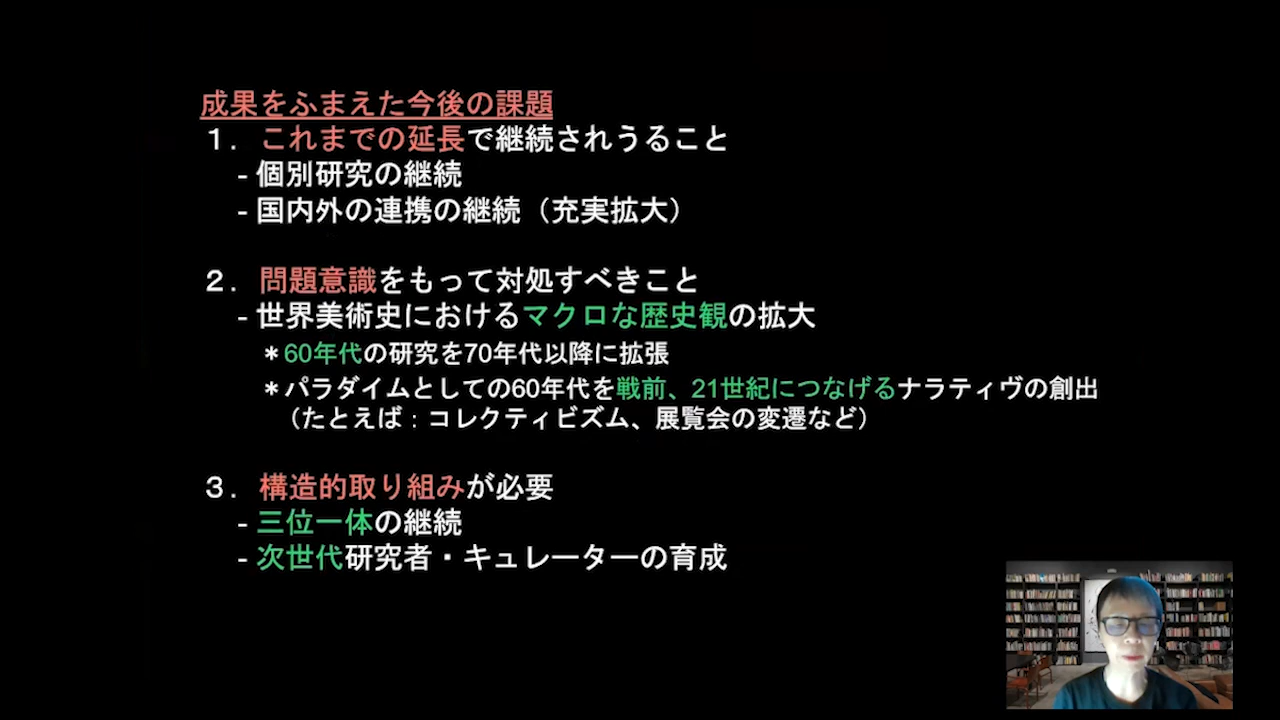 成果をふまえた今後の課題
１．これまでの延長で継続されうること
- 個別研究の継続
- 国内外の連携の継続（充実拡大）
２．問題意識をもって対処すべきこと
- 世界美術史におけるマクロな歴史観の拡大
＊60年代の研究を70年代以降に拡張
＊パラダイムとしての60年代を戦前、21世紀につなげるナラティヴの創出
（たとえば：コレクティビズム、展覧会の変遷など）
３．構造的取り組みが必要
- 三位一体の継続
- 次世代研究者・キュレーターの育成